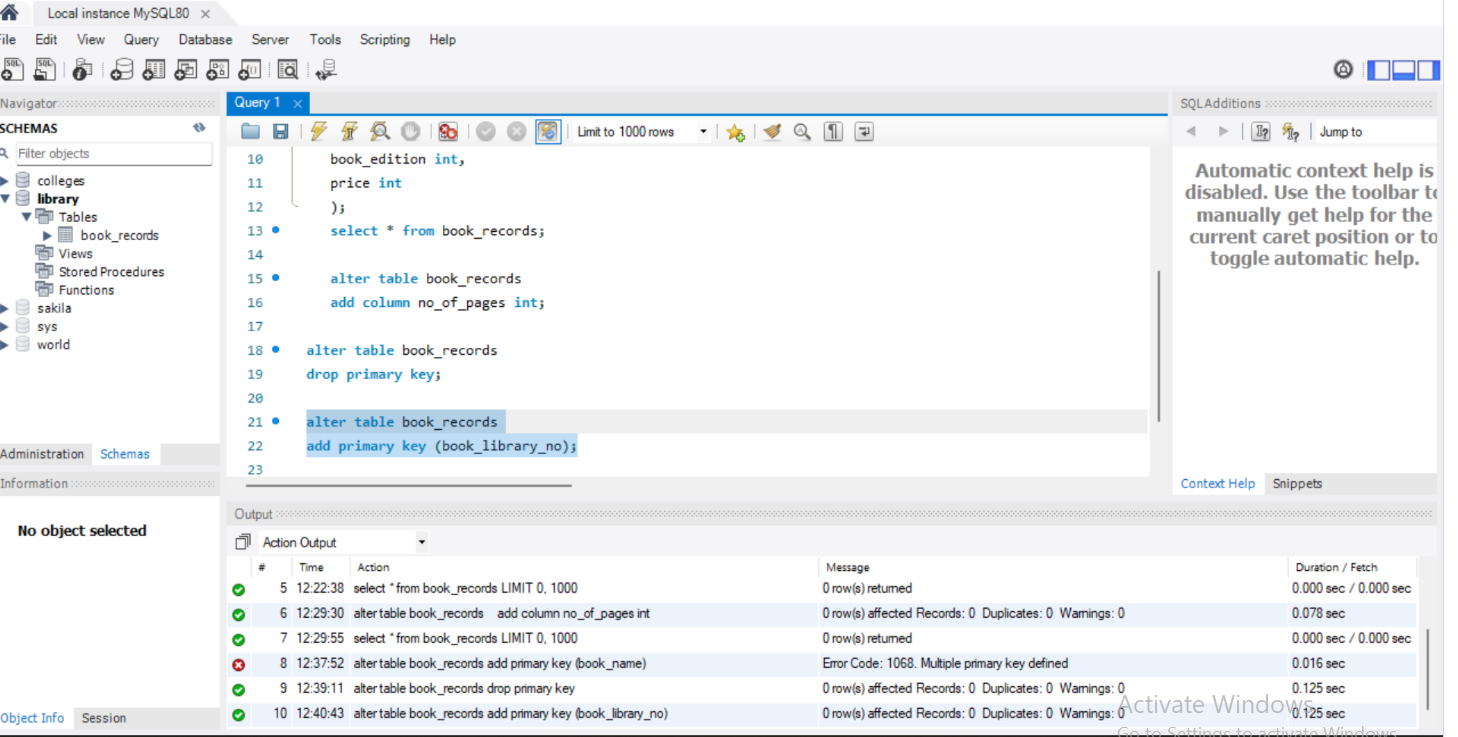 Local instance MySQL80
File Edit View Query Database Server Tools Scripting Help
Navigator
SCHEMAS
Filter objects
colleges
library
Tables
book_records
Views
Stored Procedures
Functions
sakila
sys
world
Administration Schemas
Information
No object selected
Object Info Session
Query 1
Limit to 1000 rows
10 book_edition int,
11 price int
12 );
13 select * from book_records;
14
15 alter table book_records
16 add column no_of_pages int;
17
18 alter table book_records
19 drop primary key;
20
21 alter table book_records
22 add primary key (book_library_no);
23
SQLAdditions
Jump to
Automatic context help is
disabled. Use the toolbar to
manually get help for the
current caret position or to
toggle automatic help.
Context Help Snippets
Output
Action Output
# Time Action Message Duration / Fetch
5 12:22:38 select * from book_records LIMIT 0, 1000 0 row(s) returned 0.000 sec / 0.000 sec
6 12:29:30 alter table book_records add column no_of_pages int 0 row(s) affected Records: 0 Duplicates: 0 Warnings: 0 0.078 sec
7 12:29:55 select * from book_records LIMIT 0, 1000 0 row(s) returned 0.000 sec / 0.000 sec
8 12:37:52 alter table book_records add primary key (book_name) Error Code: 1068. Multiple primary key defined 0.016 sec
9 12:39:11 alter table book_records drop primary key 0 row(s) affected Records: 0 Duplicates: 0 Warnings: 0 0.125 sec
10 12:40:43 alter table book_records add primary key (book_library_no) 0 row(s) affected Records: 0 Duplicates: 0 Warnings: 0 0.125 sec
Activate Windows
Go to Settings to activate Windows.